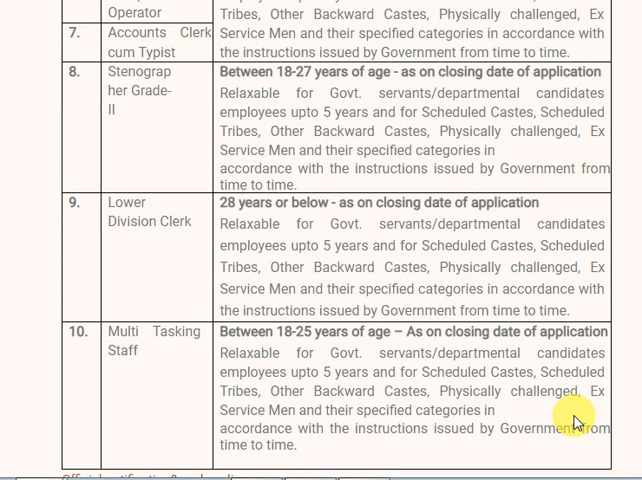 Operator
Tribes, Other Backward Castes, Physically challenged, Ex
7.
Accounts Clerk
cum Typist
Service Men and their specified categories in accordance with
the instructions issued by Government from time to time.
8.
Stenograp
her Grade-
II
Between 18-27 years of age - as on closing date of application
Relaxable for Govt. servants/departmental candidates
employees upto 5 years and for Scheduled Castes, Scheduled
Tribes, Other Backward Castes, Physically challenged, Ex
Service Men and their specified categories in
accordance with the instructions issued by Government from
time to time.
9.
Lower
Division Clerk
28 years or below - as on closing date of application
Relaxable for Govt. servants/departmental candidates
employees upto 5 years and for Scheduled Castes, Scheduled
Tribes, Other Backward Castes, Physically challenged, Ex
Service Men and their specified categories in accordance with
the instructions issued by Government from time to time.
10.
Multi Tasking
Staff
Between 18-25 years of age – As on closing date of application
Relaxable for Govt. servants/departmental candidates
employees upto 5 years and for Scheduled Castes, Scheduled
Tribes, Other Backward Castes, Physically challenged, Ex
Service Men and their specified categories in
accordance with the instructions issued by Government from
time to time.